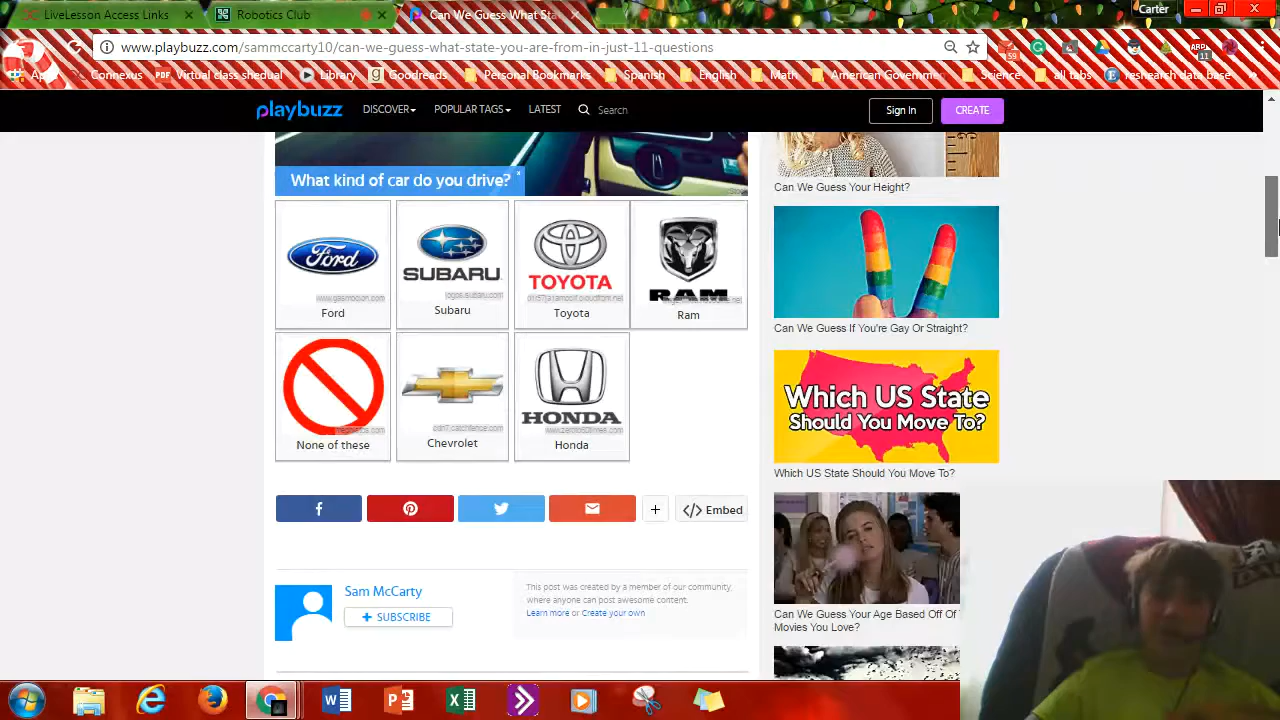 LiveLesson Access Links
Robotics Club
Can We Guess What Sta
Carter
www.playbuzz.com/sammccarty10/can-we-guess-what-state-you-are-from-in-just-11-questions
59
ABP
11
Apps
Connexus
PDF Virtual class shedual
Library
Goodreads
Personal Bookmarks
Spanish
English
Math
American Governme
Science
all tabs
reshearch data base
playbuzz
DISCOVER
POPULAR TAGS
LATEST
Search
Sign In
CREATE
What kind of car do you drive?
Ford
Ford
SUBARU
Subaru
TOYOTA
Toyota
RAM
Ram
None of these
Chevrolet
HONDA
Honda
Embed
Sam McCarty
SUBSCRIBE
This post was created by a member of our community,
where anyone can post awesome content.
Learn more or Create your own
Can We Guess Your Height?
Can We Guess If You're Gay Or Straight?
Which US State
Should You Move To?
Which US State Should You Move To?
Can We Guess Your Age Based Off Of
Movies You Love?